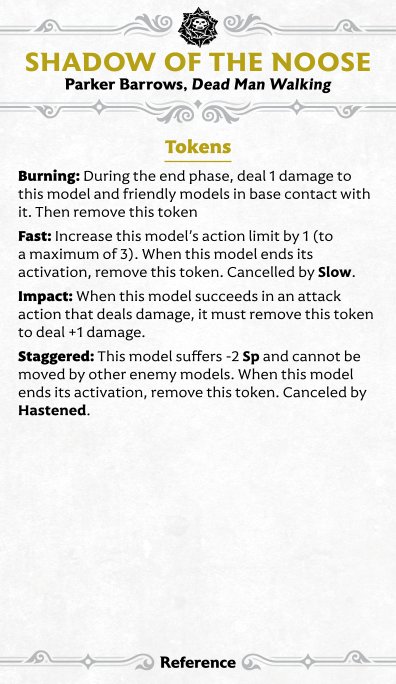 SHADOW OF THE NOOSE
Parker Barrows, Dead Man Walking
Tokens
Burning: During the end phase, deal 1 damage to
this model and friendly models in base contact with
it. Then remove this token
Fast: Increase this model's action limit by 1 (to
a maximum of 3). When this model ends its
activation, remove this token. Cancelled by Slow.
Impact: When this model succeeds in an attack
action that deals damage, it must remove this token
to deal +1 damage.
Staggered: This model suffers -2 Sp and cannot be
moved by other enemy models. When this model
ends its activation, remove this token. Canceled by
Hastened.
Reference